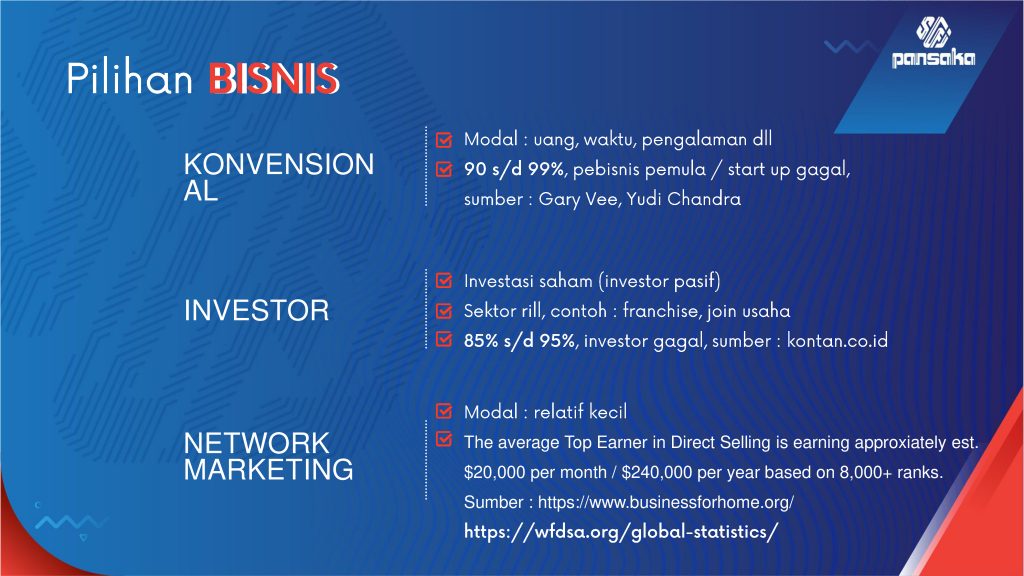 Pilihan BISNIS
pansaka
KONVENSION
AL
Modal : uang, waktu, pengalaman dll
90 s/d 99%, pebisnis pemula / start up gagal,
sumber : Gary Vee, Yudi Chandra
INVESTOR
Investasi saham (investor pasif)
Sektor rill, contoh : franchise, join usaha
85% s/d 95%, investor gagal, sumber : kontan.co.id
NETWORK
MARKETING
Modal : relatif kecil
The average Top Earner in Direct Selling is earning approxiately est.
$20,000 per month / $240,000 per year based on 8,000+ ranks.
Sumber : https://www.businessforhome.org/
https://wfdsa.org/global-statistics/